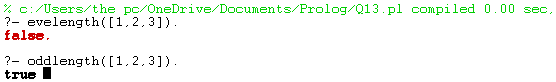 % c:/Users/the pc/OneDrive/Documents/Prolog/Q13.pl compiled 0.00 sec,
?- evelength([1,2,3]).
false.
?- oddlength([1,2,3]).
true